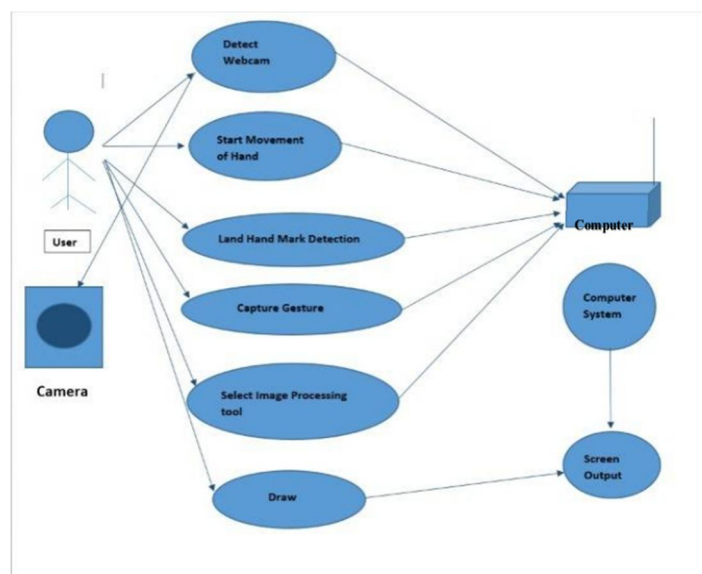 Detect
Webcam
Start Movement
of Hand
User
Land Hand Mark Detection
Computer
Capture Gesture
Computer
System
Camera
Select Image Processing
tool
Screen
Output
Draw